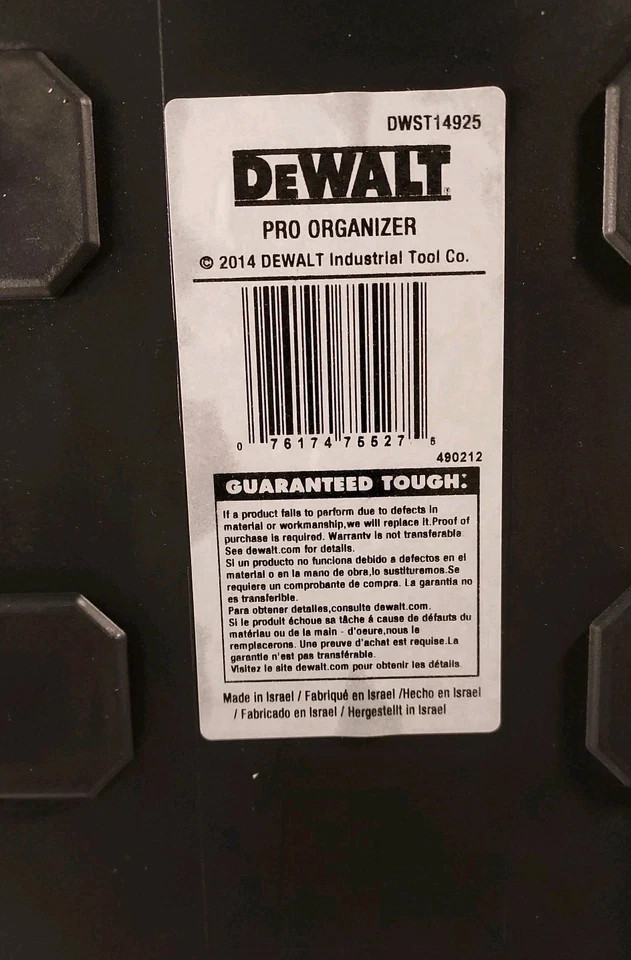 DWST14925
DEWALT
PRO ORGANIZER
© 2014 DEWALT Industrial Tool Co.
0 76174 75527 5
490212
GUARANTEED TOUGH:
If a product fails to perform due to defects in
material or workmanship,we will replace it.Proof of
purchase is required. Warranty is not transferable
See dewalt.com for details.
Si un producto no funciona debido a defectos en el
material o en la mano de obra,lo sustituremos.Se
requiere un comprobante de compra. La garantia no
es transferible.
Para obtener detalles,consulte dewalt.com.
Si le produit échoue sa tâche á cause de défauts du
matériau ou de la main - d'oeure,nous le
remplacerons. Une preuve d'achat est requise.La
garantie n'est pas transférable.
Visitez le site dewalt.com pour obtenir les détails
Made in Israel / Fabriqué en Israel /Hecho en Israel
/ Fabricado en Israel / Hergestellt in Israel